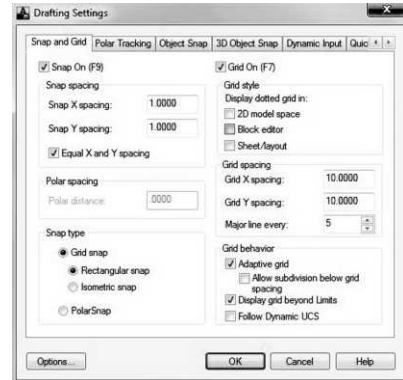 Drafting Settings
Snap and Grid Polar Tracking Object Snap 3D Object Snap Dynamic Input Quic
Snap On (F9)
Snap spacing
Snap X spacing: 1.0000
Snap Y spacing: 1.0000
Equal X and Y spacing
Polar spacing
Polar distance: .0000
Snap type
Grid snap
Rectangular snap
Isometric snap
PolarSnap
Grid On (F7)
Grid style
Display dotted grid in:
2D model space
Block editor
Sheet/layout
Grid spacing
Grid X spacing: 10.0000
Grid Y spacing: 10.0000
Major line every: 5
Grid behavior
Adaptive grid
Allow subdivision below grid
spacing
Display grid beyond Limits
Follow Dynamic UCS
Options... OK Cancel Help